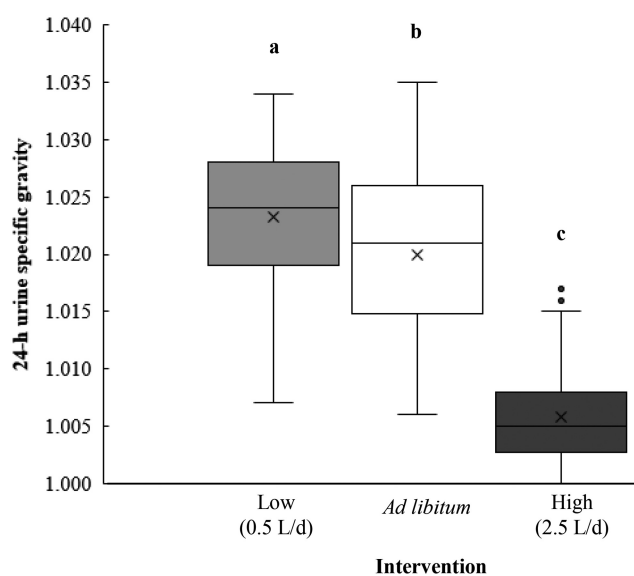 1.040
1.035
1.030
1.025
1.020
1.015
1.010
1.005
1.000
24-h urine specific gravity
a
b
c
Low
(0.5 L/d)
Ad libitum
High
(2.5 L/d)
Intervention